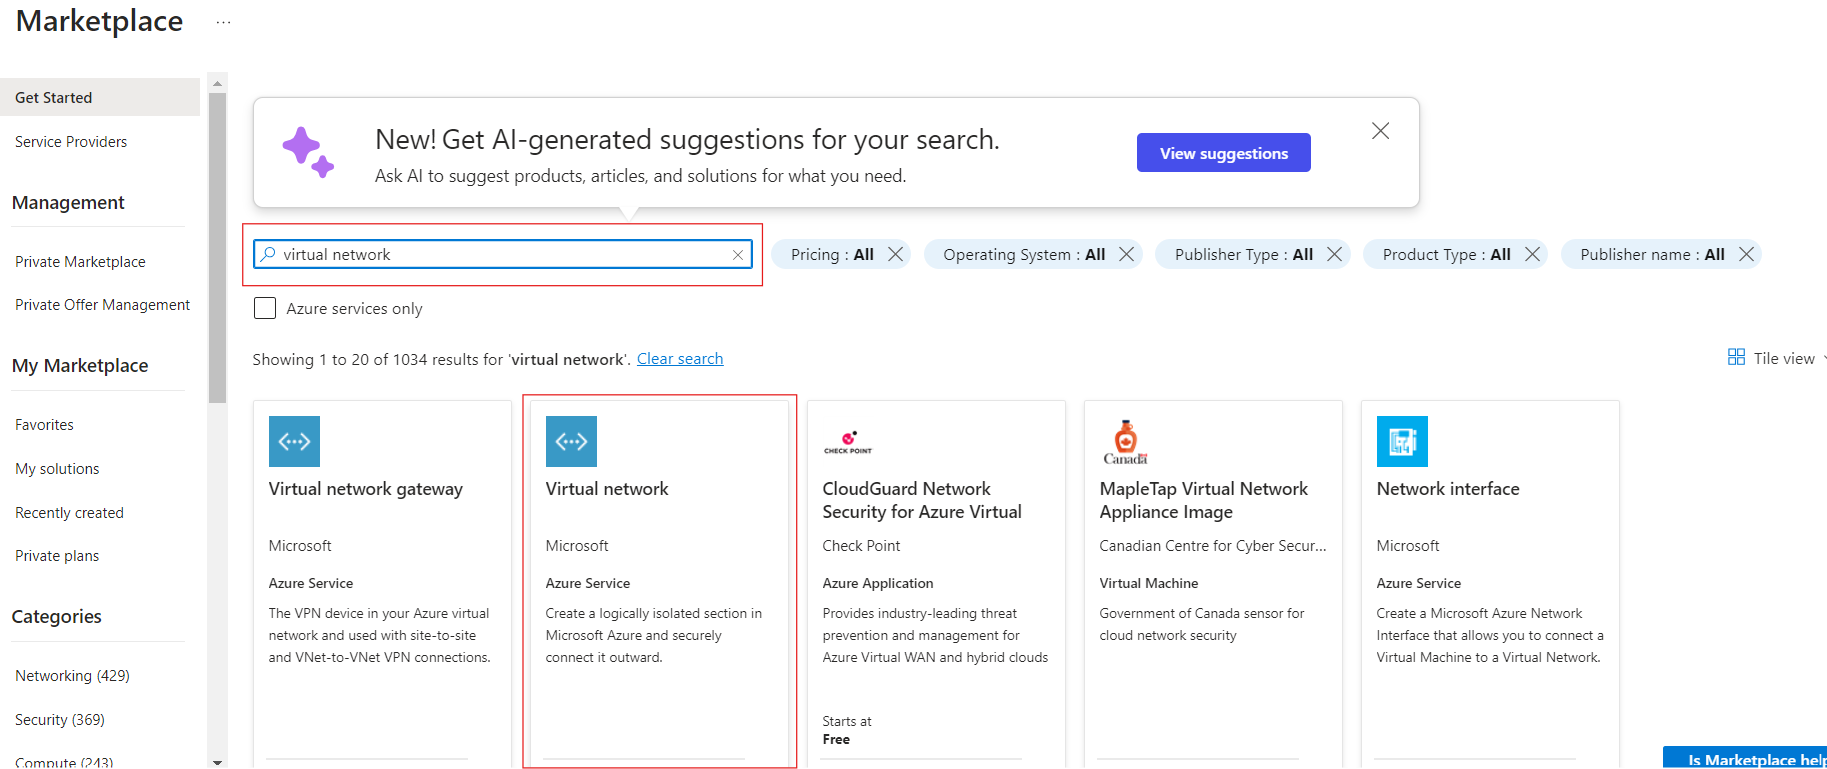 Marketplace ...
Get Started
Service Providers
Management
Private Marketplace
Private Offer Management
My Marketplace
Favorites
My solutions
Recently created
Private plans
Categories
Networking (429)
Security (369)
Compute (243)
New! Get AI-generated suggestions for your search.
Ask AI to suggest products, articles, and solutions for what you need.
View suggestions
virtual network
Pricing : All
Operating System : All
Publisher Type : All
Product Type : All
Publisher name : All
Azure services only
Showing 1 to 20 of 1034 results for 'virtual network'. Clear search
Tile view
Virtual network gateway
Microsoft
Azure Service
The VPN device in your Azure virtual
network and used with site-to-site
and VNet-to-VNet VPN connections.
Virtual network
Microsoft
Azure Service
Create a logically isolated section in
Microsoft Azure and securely
connect it outward.
CHECK POINT
CloudGuard Network
Security for Azure Virtual
Check Point
Azure Application
Provides industry-leading threat
prevention and management for
Azure Virtual WAN and hybrid clouds
Starts at
Free
Canada
MapleTap Virtual Network
Appliance Image
Canadian Centre for Cyber Secur...
Virtual Machine
Government of Canada sensor for
cloud network security
Network interface
Microsoft
Azure Service
Create a Microsoft Azure Network
Interface that allows you to connect a
Virtual Machine to a Virtual Network.
Is Marketplace help